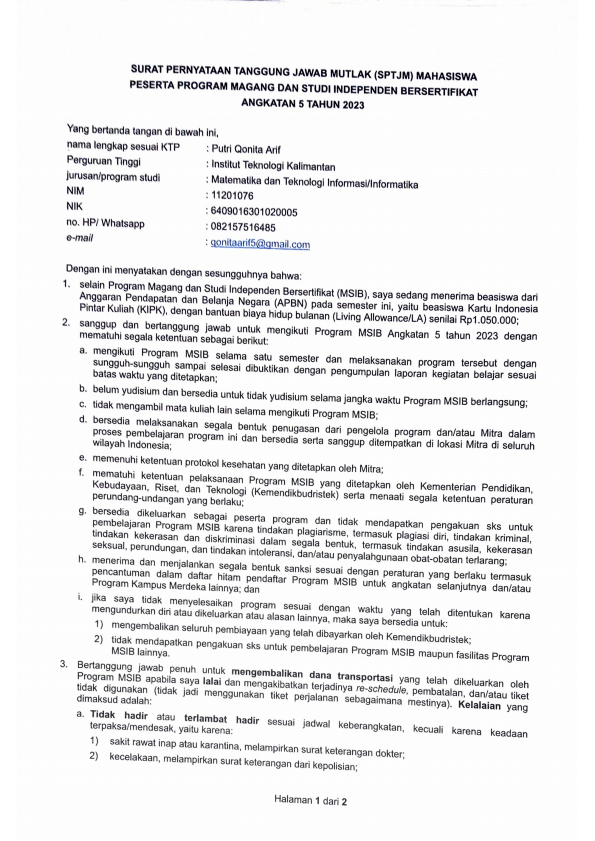 SURAT PERNYATAAN TANGGUNG JAWAB MUTLAK (SPTJM) MAHASISWA
PESERTA PROGRAM MAGANG DAN STUDI INDEPENDEN BERSERTIFIKAT
ANGKATAN 5 TAHUN 2023
Yang bertanda tangan di bawah ini,
nama lengkap sesuai KTP : Putri Qonita Arif
Perguruan Tinggi : Institut Teknologi Kalimantan
jurusan/program studi : Matematika dan Teknologi Informasi/Informatika
NIM : 11201076
NIK : 6409016301020005
no. HP/ Whatsapp : 082157516485
e-mail : qonitaarif5@gmail.com
Dengan ini menyatakan dengan sesungguhnya bahwa:
1. selain Program Magang dan Studi Independen Bersertifikat (MSIB), saya sedang menerima beasiswa dari
Anggaran Pendapatan dan Belanja Negara (APBN) pada semester ini, yaitu beasiswa Kartu Indonesia
Pintar Kuliah (KIPK), dengan bantuan biaya hidup bulanan (Living Allowance/LA) senilai Rp1.050.000;
2. sanggup dan bertanggung jawab untuk mengikuti Program MSIB Angkatan 5 tahun 2023 dengan
mematuhi segala ketentuan sebagai berikut:
a. mengikuti Program MSIB selama satu semester dan melaksanakan program tersebut dengan
sungguh-sungguh sampai selesai dibuktikan dengan pengumpulan laporan kegiatan belajar sesuai
batas waktu yang ditetapkan;
b. belum yudisium dan bersedia untuk tidak yudisium selama jangka waktu Program MSIB berlangsung;
c. tidak mengambil mata kuliah lain selama mengikuti Program MSIB;
d. bersedia melaksanakan segala bentuk penugasan dari pengelola program dan/atau Mitra dalam
proses pembelajaran program ini dan bersedia serta sanggup ditempatkan di lokasi Mitra di seluruh
wilayah Indonesia;
e. memenuhi ketentuan protokol kesehatan yang ditetapkan oleh Mitra;
f. mematuhi ketentuan pelaksanaan Program MSIB yang ditetapkan oleh Kementerian Pendidikan,
Kebudayaan, Riset, dan Teknologi (Kemendikbudristek) serta menaati segala ketentuan peraturan
perundang-undangan yang berlaku;
g. bersedia dikeluarkan sebagai peserta program dan tidak mendapatkan pengakuan sks untuk
pembelajaran Program MSIB karena tindakan plagiarisme, termasuk plagiasi diri, tindakan kriminal,
tindakan kekerasan dan diskriminasi dalam segala bentuk, termasuk tindakan asusila, kekerasan
seksual, perundungan, dan tindakan intoleransi, dan/atau penyalahgunaan obat-obatan terlarang;
h. menerima dan menjalankan segala bentuk sanksi sesuai dengan peraturan yang berlaku termasuk
pencantuman dalam daftar hitam pendaftar Program MSIB untuk angkatan selanjutnya dan/atau
Program Kampus Merdeka lainnya; dan
i. jika saya tidak menyelesaikan program sesuai dengan waktu yang telah ditentukan karena
mengundurkan diri atau dikeluarkan atau alasan lainnya, maka saya bersedia untuk:
1) mengembalikan seluruh pembiayaan yang telah dibayarkan oleh Kemendikbudristek;
2) tidak mendapatkan pengakuan sks untuk pembelajaran Program MSIB maupun fasilitas Program
MSIB lainnya.
3. Bertanggung jawab penuh untuk mengembalikan dana transportasi yang telah dikeluarkan oleh
Program MSIB apabila saya lalai dan mengakibatkan terjadinya re-schedule, pembatalan, dan/atau tiket
tidak digunakan (tidak jadi menggunakan tiket perjalanan sebagaimana mestinya). Kelalaian yang
dimaksud adalah:
a. Tidak hadir atau terlambat hadir sesuai jadwal keberangkatan, kecuali karena keadaan
terpaksa/mendesak, yaitu karena:
1) sakit rawat inap atau karantina, melampirkan surat keterangan dokter;
2) kecelakaan, melampirkan surat keterangan dari kepolisian;
Halaman 1 dari 2